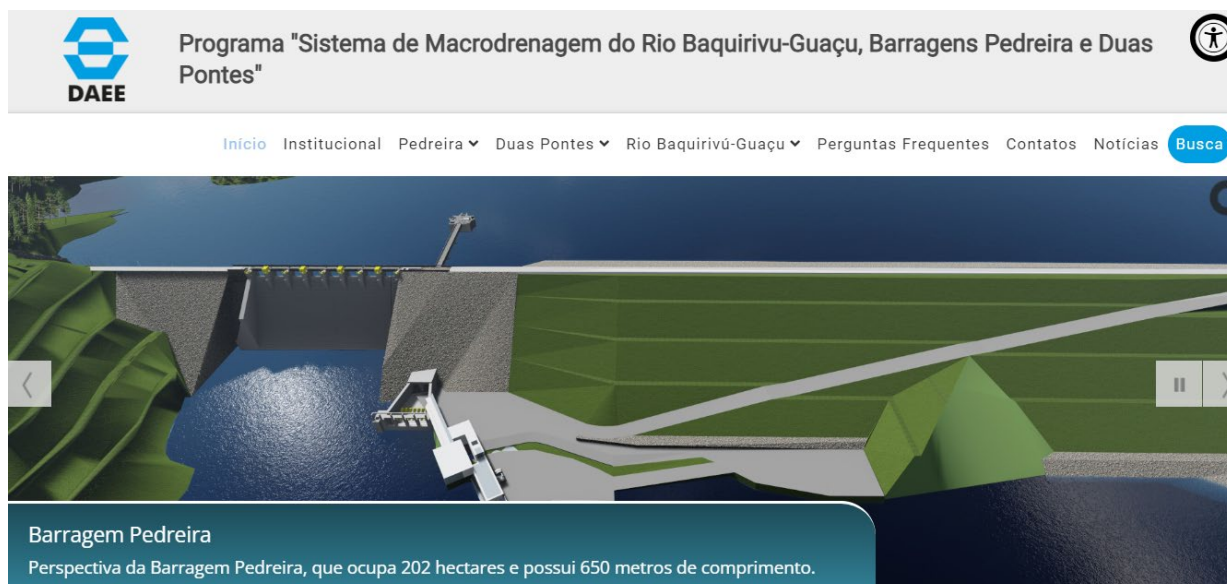 DAEE
Programa "Sistema de Macrodrenagem do Rio Baquirivu-Guaçu, Barragens Pedreira e Duas
Pontes"
Início Institucional Pedreira Duas Pontes Rio Baquirivú-Guaçu Perguntas Frequentes Contatos Notícias Busca
Barragem Pedreira
Perspectiva da Barragem Pedreira, que ocupa 202 hectares e possui 650 metros de comprimento.